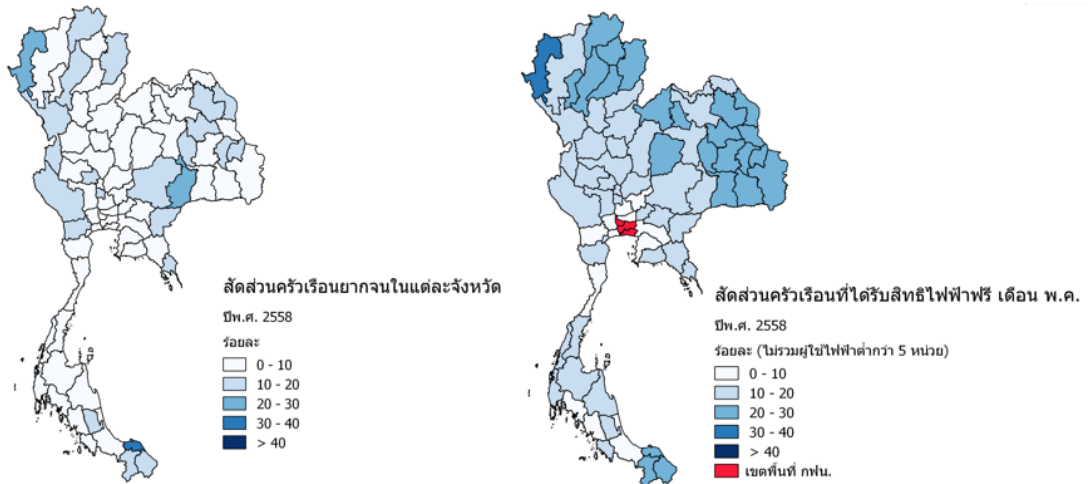 สัดส่วนครัวเรือนยากจนในแต่ละจังหวัด
ปีพ.ศ. 2558
ร้อยละ
0 - 10
10 - 20
20 - 30
30 - 40
> 40
สัดส่วนครัวเรือนที่ได้รับสิทธิไฟฟ้าฟรี เดือน พ.ค.
ปีพ.ศ. 2558
ร้อยละ (ไม่รวมผู้ใช้ไฟฟ้าต่ำกว่า 5 หน่วย)
0 - 10
10 - 20
20 - 30
30 - 40
> 40
เขตพื้นที่ กฟน.